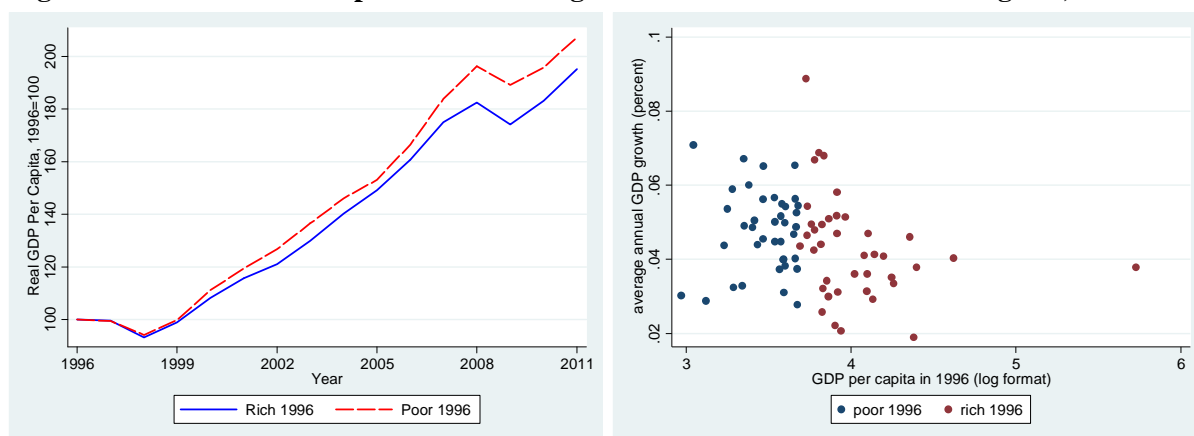 Real GDP Per Capita, 1996=100
200
180
160
140
120
100
1996 1999 2002 2005 2008 2011
Year
Rich 1996 Poor 1996
average annual GDP growth (percent)
.1
.08
.06
.04
.02
3 4 5 6
GDP per capita in 1996 (log format)
poor 1996 rich 1996